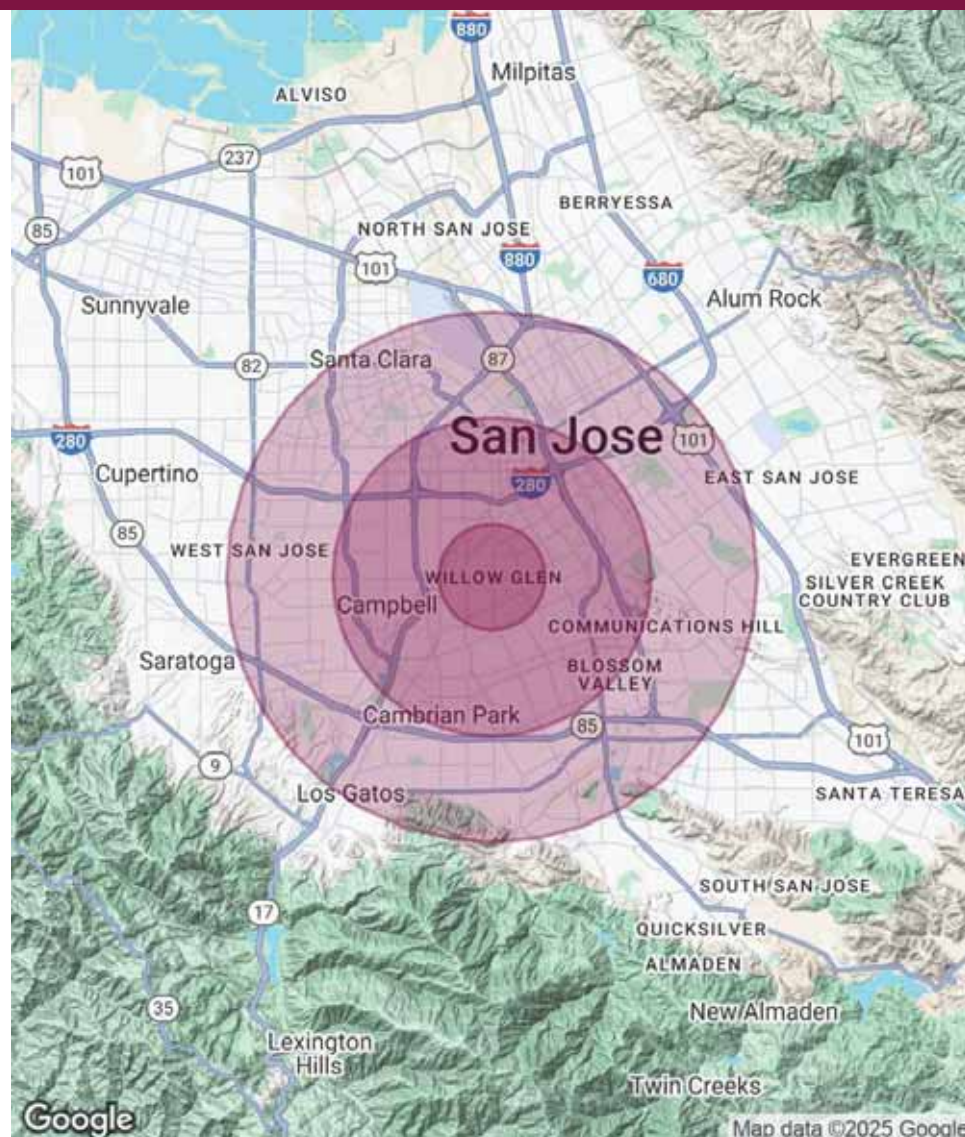 880
Milpitas
ALVISO
237
101
BERRYESSA
85
NORTH SAN JOSE
880
101
680
Sunnyvale
Alum Rock
82
Santa Clara
87
San Jose
101
280
Cupertino
280
EAST SAN JOSE
85
WEST SAN JOSE
EVERGREEN
WILLOW GLEN
SILVER CREEK
COUNTRY CLUB
Campbell
COMMUNICATIONS HILL
Saratoga
BLOSSOM
VALLEY
Cambrian Park
85
101
9
Los Gatos
SANTA TERESA
SOUTH SAN JOSE
17
QUICKSILVER
ALMADEN
35
New Almaden
Lexington
Hills
Twin Creeks
Google
Map data ©2025 Google